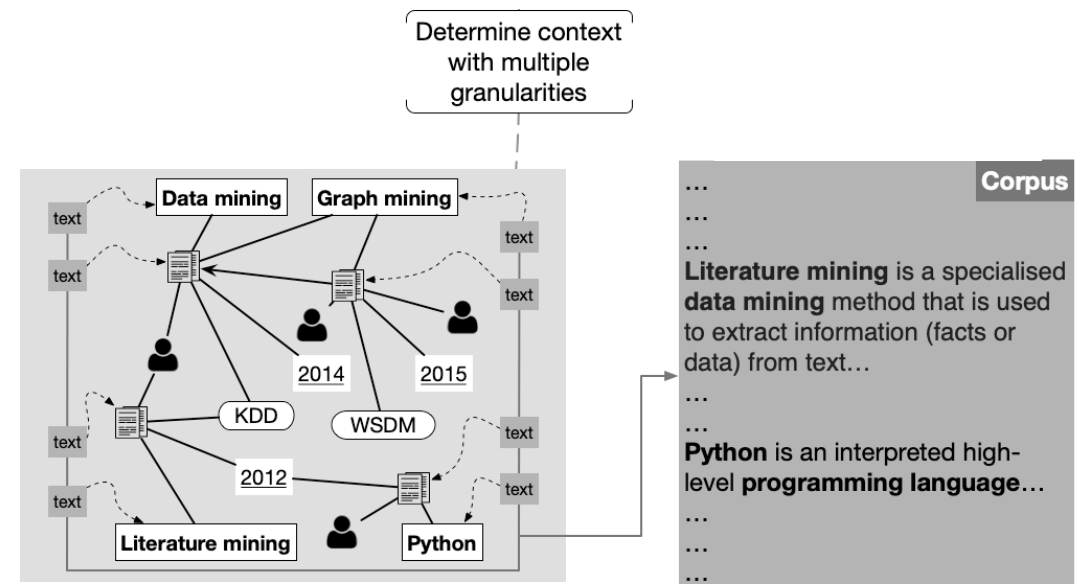 Determine context
with multiple
granularities
Data mining
Graph mining
text
text
text
text
2014
2015
KDD
WSDM
text
text
2012
text
text
Literature mining
Python
Corpus
…
…
…
Literature mining is a specialised
data mining method that is used
to extract information (facts or
data) from text…
…
…
Python is an interpreted high-
level programming language…
…
…
…